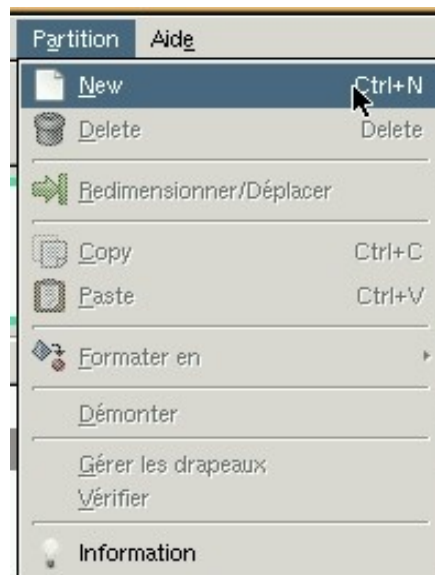 Partition Aide
New Ctrl+N
Delete Delete
Redimensionner/Déplacer
Copy Ctrl+C
Paste Ctrl+V
Formater en
Démonter
Gérer les drapeaux
Vérifier
Information